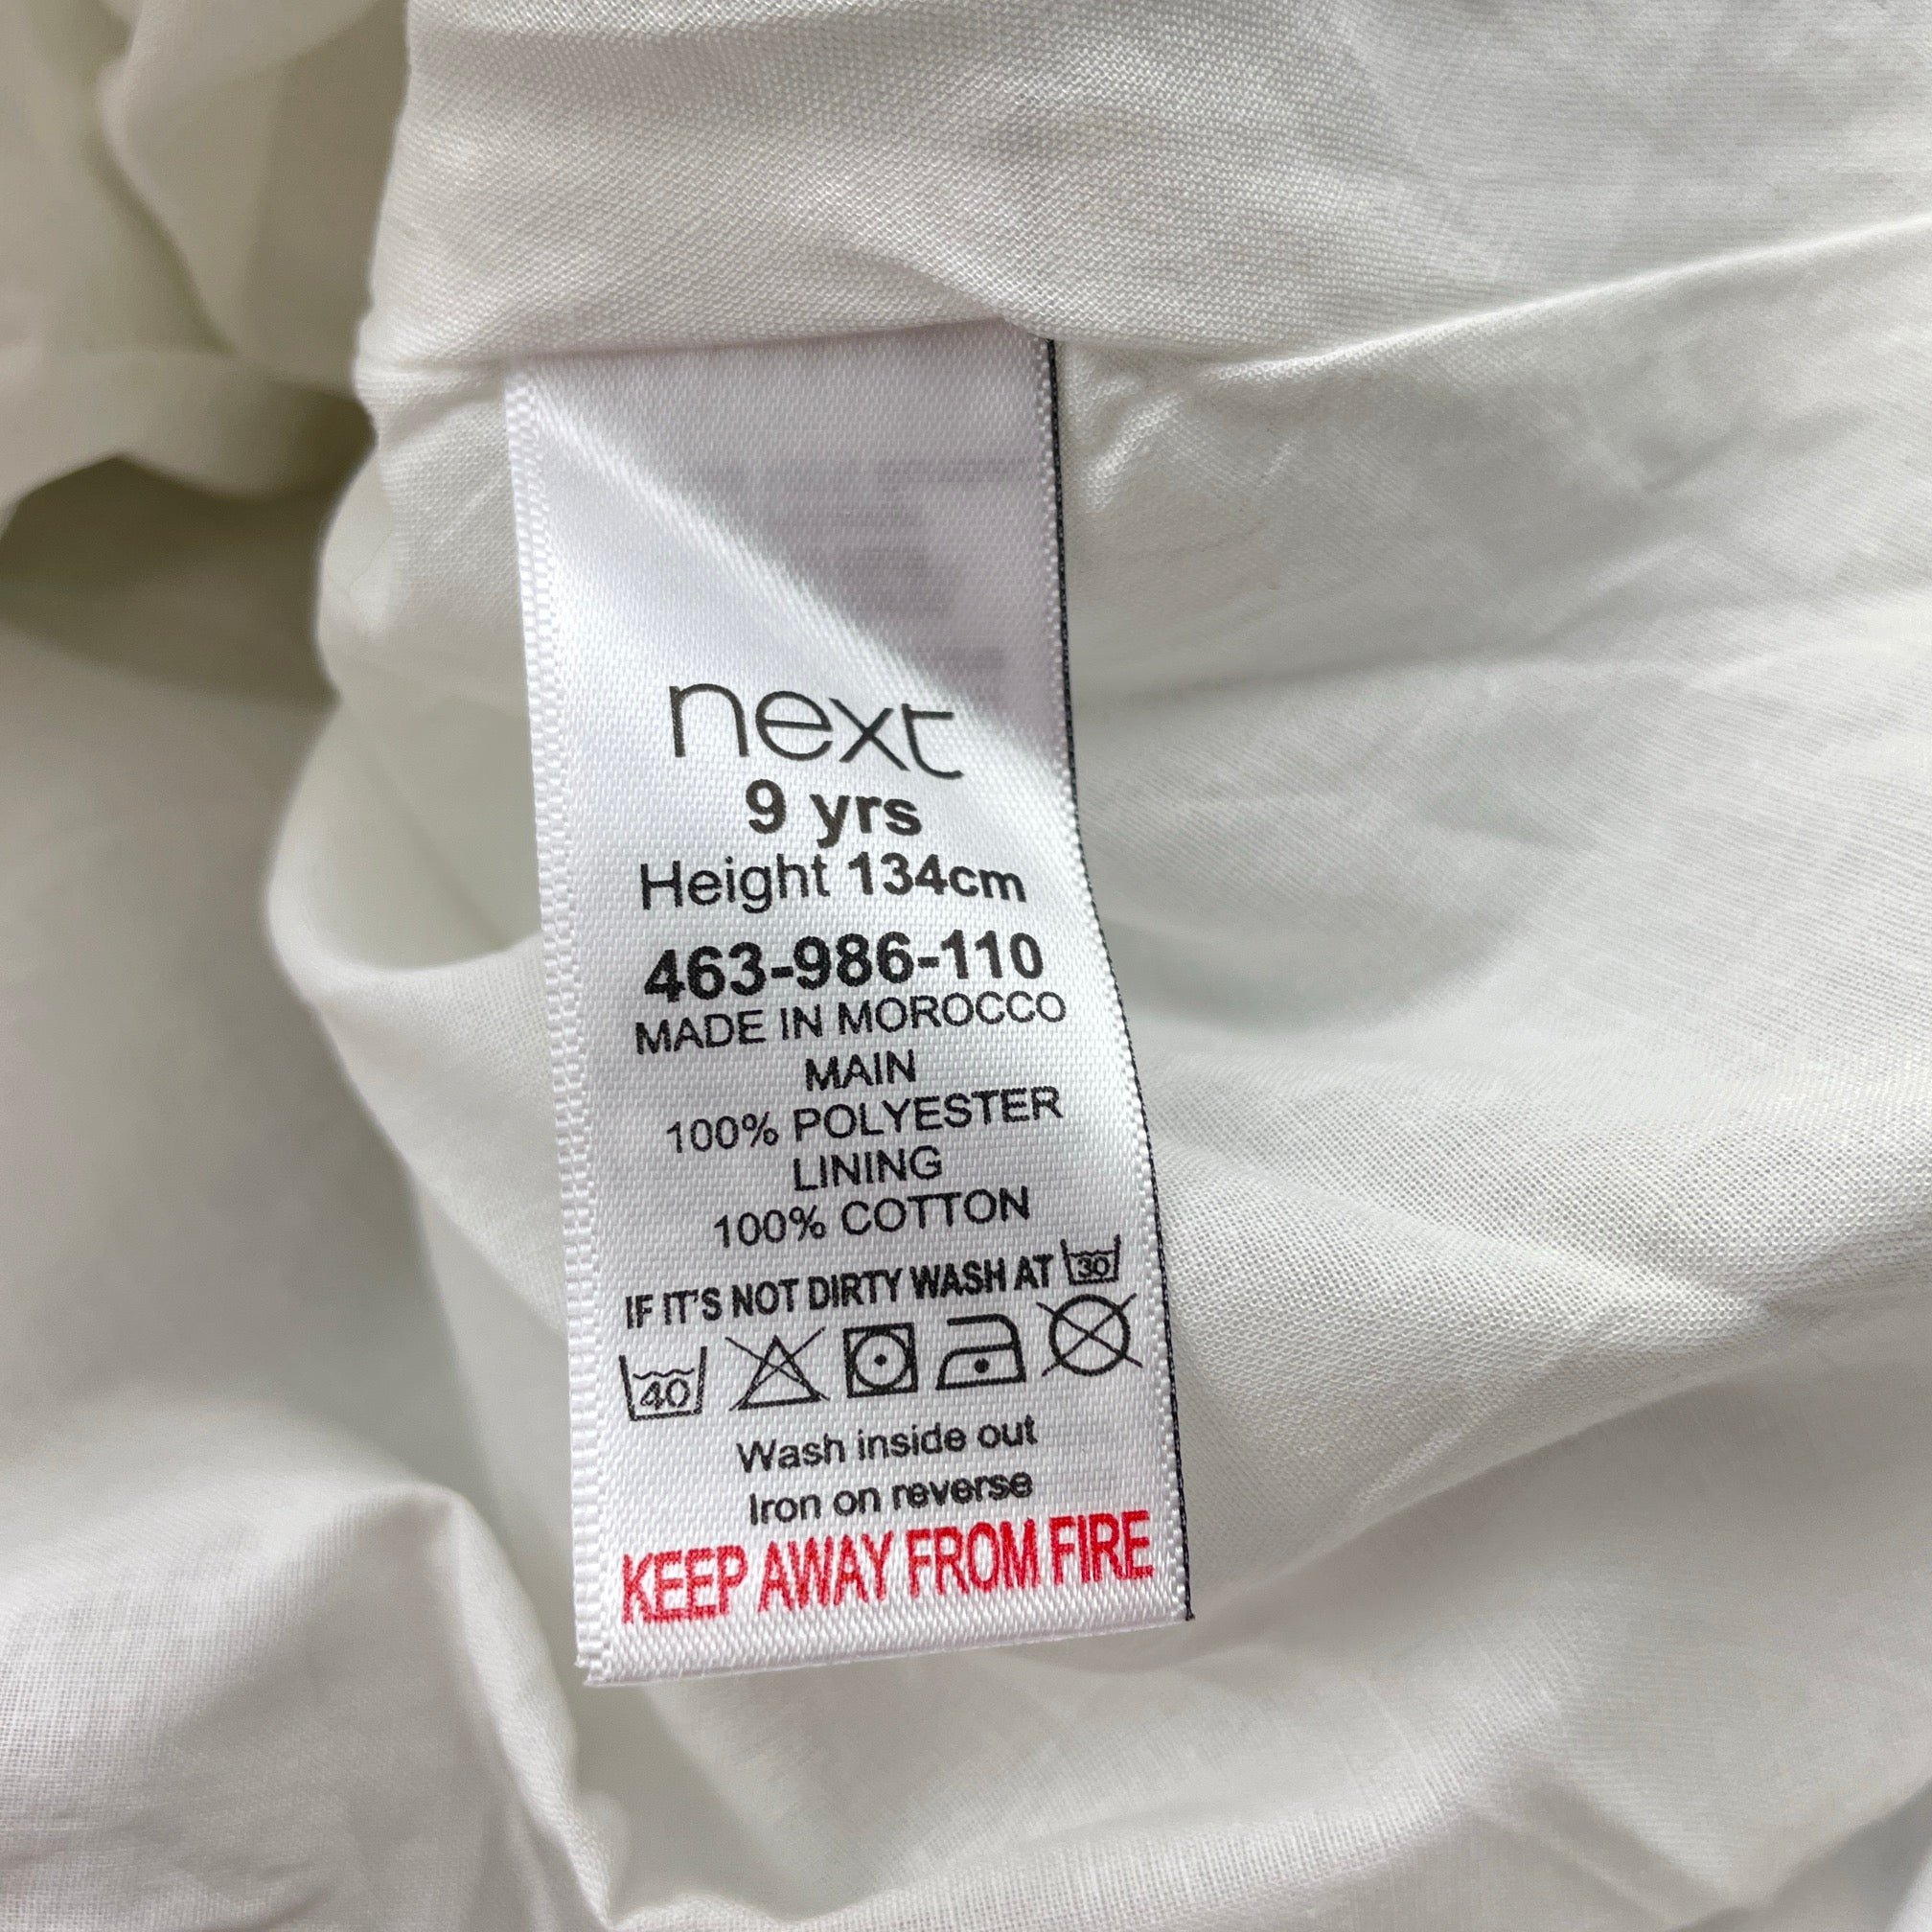 next
9 yrs
Height 134cm
463-986-110
MADE IN MOROCCO
MAIN
100% POLYESTER
LINING
100% COTTON
IF IT'S NOT DIRTY WASH AT 30
40
Wash inside out
Iron on reverse
KEEP AWAY FROM FIRE